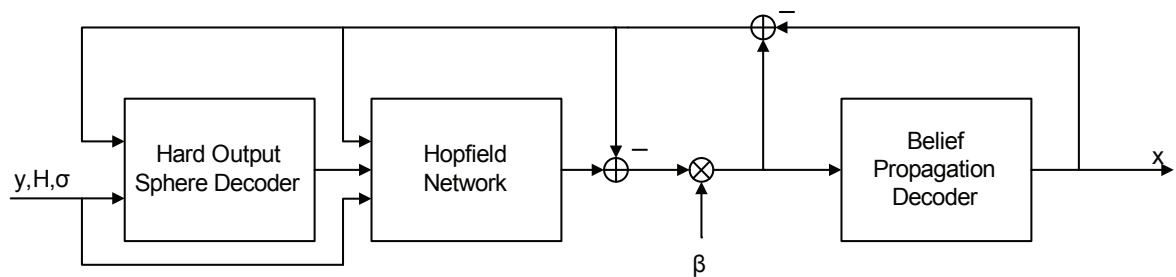 −
−
Hard Output
Sphere Decoder
Hopfield
Network
Belief
Propagation
Decoder
y,H,σ
x
β